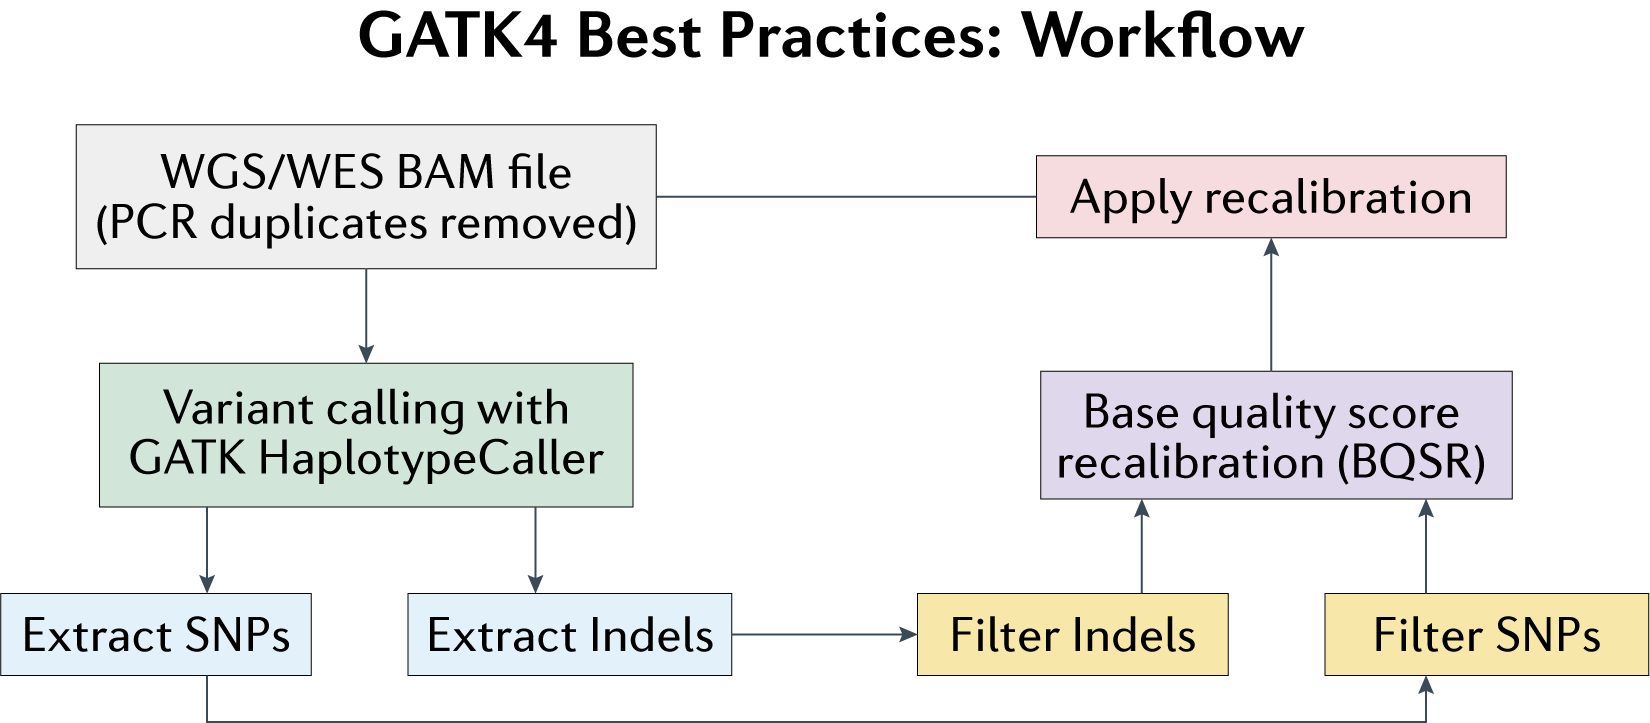 GATK4 Best Practices: Workflow
WGS/WES BAM file
(PCR duplicates removed)
Apply recalibration
Variant calling with
GATK HaplotypeCaller
Base quality score
recalibration (BQSR)
Extract SNPs
Extract Indels
Filter Indels
Filter SNPs